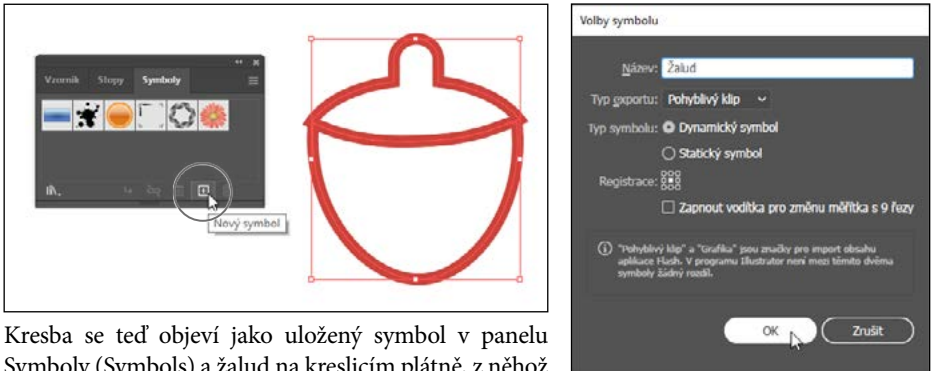 Vzorník Stopy Symboly
Nový symbol
Kresba se teď objeví jako uložený symbol v panelu
Symboly (Symbols) a žalud na kreslicím plátně, z něhož
Volby symbolu
Název: Žalud
Typ exportu: Pohyblivý klip
Typ symbolu: Dynamický symbol
Statický symbol
Registrace:
Zapnout vodítka pro změnu měřítka s 9 řezy
"Pohyblivý klip" a "Grafika" jsou značky pro import obsahu
aplikace Flash. V programu Illustrator není mezi těmito dvěma
symboly žádný rozdíl.
OK Zrušit